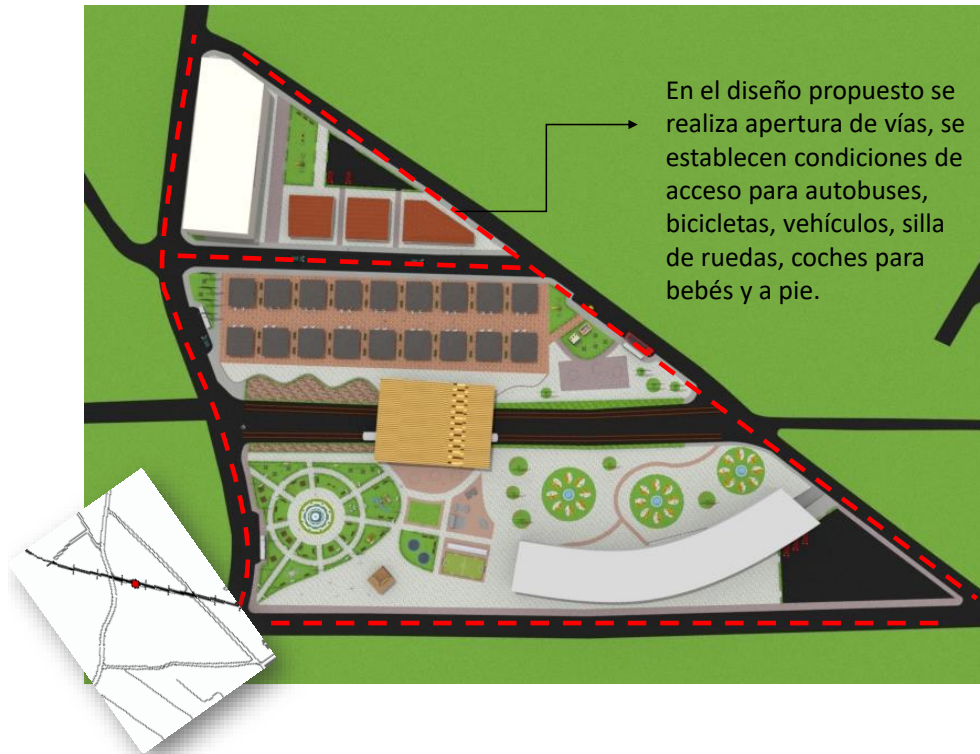 En el diseño propuesto se
realiza apertura de vías, se
establecen condiciones de
acceso para autobuses,
bicicletas, vehículos, silla
de ruedas, coches para
bebés y a pie.